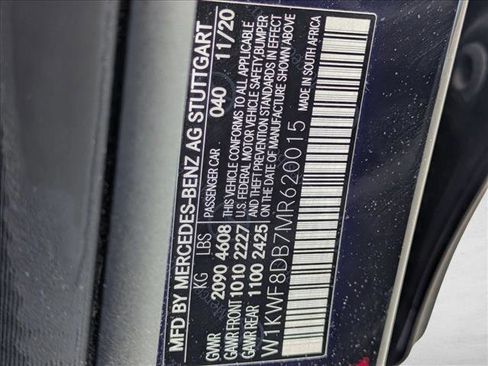 MFD BY MERCEDES-BENZ AG STUTTGART
KG LBS PASSENGER CAR 040 11/20
GVWR 2090 4608
GAWR FRONT 1010 2227
GAWR REAR 1100 2425
THIS VEHICLE CONFORMS TO ALL APPLICABLE
U.S. FEDERAL MOTOR VEHICLE SAFETY, BUMPER
AND THEFT PREVENTION STANDARDS IN EFFECT
ON DATE OF MANUFACTURE SHOWN ABOVE
W1KWF8DB7MR620015 MADE IN SOUTH AFRICA